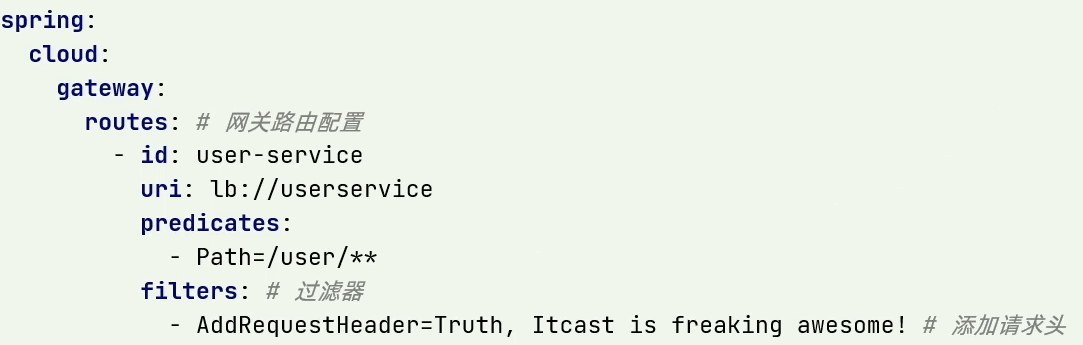 spring:
  cloud:
    gateway:
      routes: # 网关路由配置
        - id: user-service
          uri: lb://userservice
          predicates:
            - Path=/user/**
          filters: # 过滤器
            - AddRequestHeader=Truth, Itcast is freaking awesome! # 添加请求头